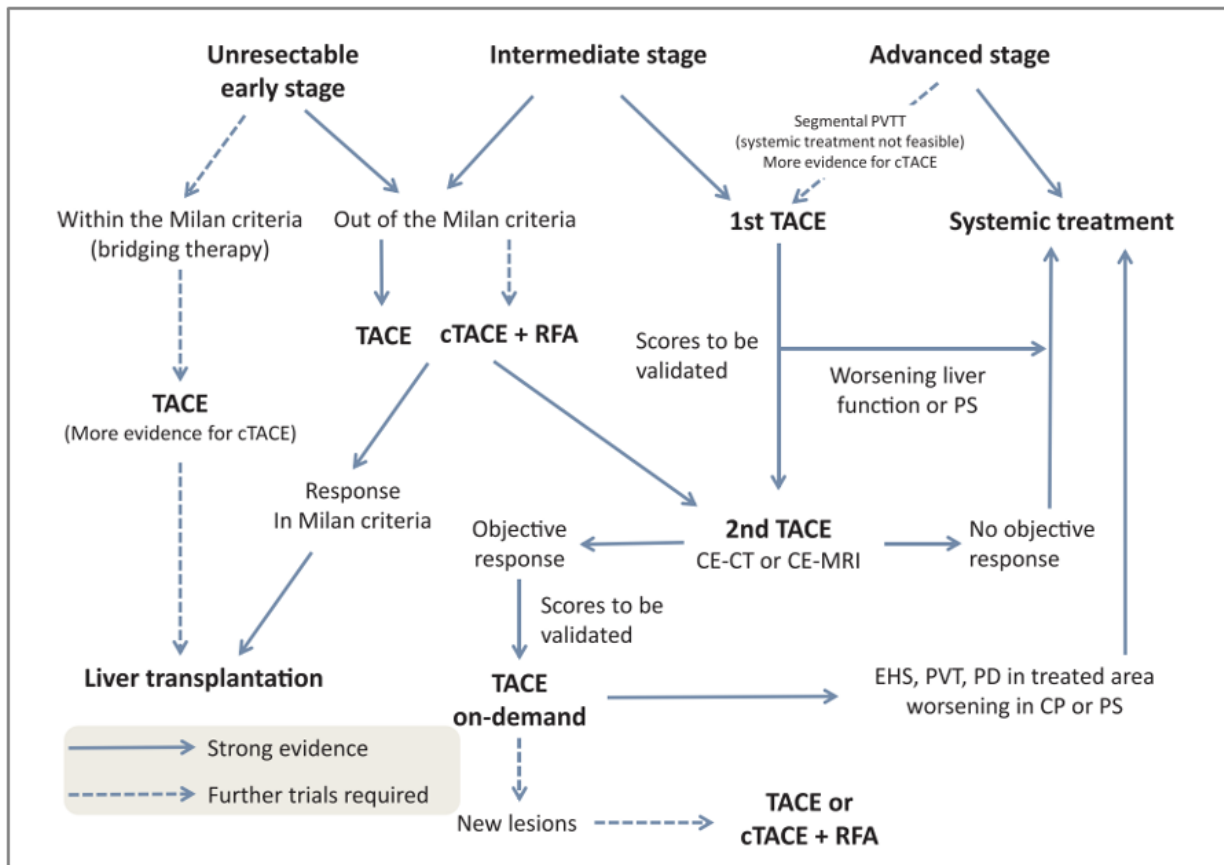 Unresectable
early stage
Intermediate stage
Advanced stage
Segmental PVTT
(systemic treatment not feasible)
More evidence for cTACE
Within the Milan criteria
(bridging therapy)
Out of the Milan criteria
1st TACE
Systemic treatment
TACE
cTACE + RFA
Scores to be
validated
Worsening liver
function or PS
TACE
(More evidence for cTACE)
Response
In Milan criteria
Objective
response
2nd TACE
CE-CT or CE-MRI
No objective
response
Scores to be
validated
Liver transplantation
TACE
on-demand
EHS, PVT, PD in treated area
worsening in CP or PS
Strong evidence
Further trials required
New lesions
TACE or
cTACE + RFA